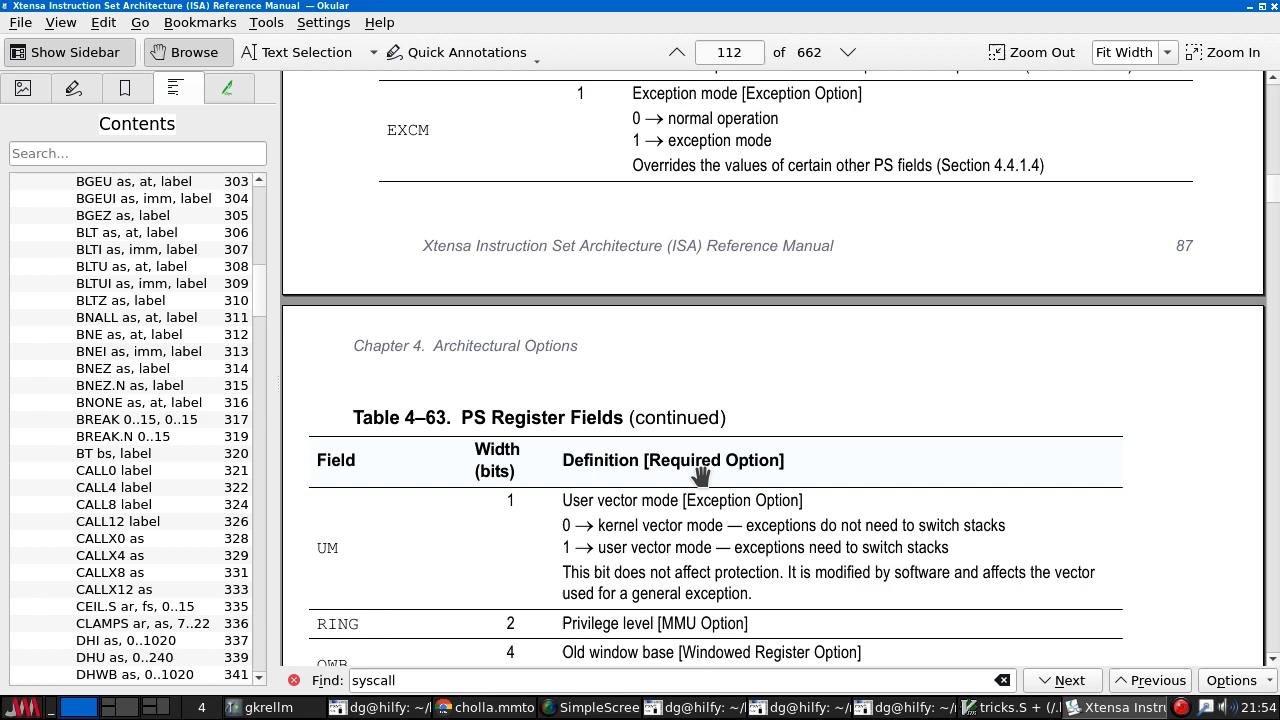 Xtensa Instruction Set Architecture (ISA) Reference Manual — Okular
File View Edit Go Bookmarks Tools Settings Help
Show Sidebar Browse Text Selection Quick Annotations 112 of 662 Zoom Out Fit Width Zoom In
Contents
Search...
BGEU as, at, label 303
BGEUI as, imm, label 304
BGEZ as, label 305
BLT as, at, label 306
BLTI as, imm, label 307
BLTU as, at, label 308
BLTUI as, imm, label 309
BLTZ as, label 310
BNALL as, at, label 311
BNE as, at, label 312
BNEI as, imm, label 313
BNEZ as, label 314
BNEZ.N as, label 315
BNONE as, at, label 316
BREAK 0..15, 0..15 317
BREAK.N 0..15 319
BT bs, label 320
CALL0 label 321
CALL4 label 322
CALL8 label 324
CALL12 label 326
CALLX0 as 328
CALLX4 as 329
CALLX8 as 331
CALLX12 as 333
CEIL.S ar, fs, 0..15 335
CLAMPS ar, as, 7..22 336
DHI as, 0..1020 337
DHU as, 0..240 339
DHWB as, 0..1020 341
1 Exception mode [Exception Option]
0 → normal operation
EXCM
1 → exception mode
Overrides the values of certain other PS fields (Section 4.4.1.4)
Xtensa Instruction Set Architecture (ISA) Reference Manual 87
Chapter 4. Architectural Options
Table 4–63. PS Register Fields (continued)
Field Width (bits) Definition [Required Option]
1 User vector mode [Exception Option]
0 → kernel vector mode — exceptions do not need to switch stacks
UM 1 → user vector mode — exceptions need to switch stacks
This bit does not affect protection. It is modified by software and affects the vector
used for a general exception.
RING 2 Privilege level [MMU Option]
4 Old window base [Windowed Register Option]
OWB
Find: syscall Next Previous Options
4 gkrellm dg@hilfy: ~/ cholla.mmto SimpleScree dg@hilfy: ~/ dg@hilfy: ~/ dg@hilfy: ~/ tricks.S + (/. Xtensa Instr 21:54